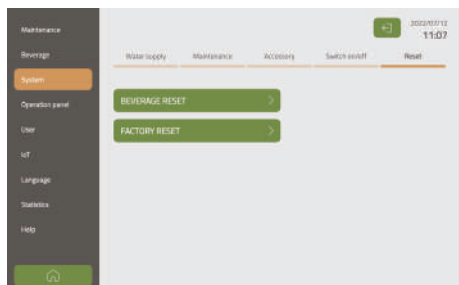 Maintenance
2022/07/12
11:07
Beverage
Water supply
Maintenance
Accessory
Switch on/off
Reset
System
Operation panel
BEVERAGE RESET
User
FACTORY RESET
IoT
Language
Statistics
Help